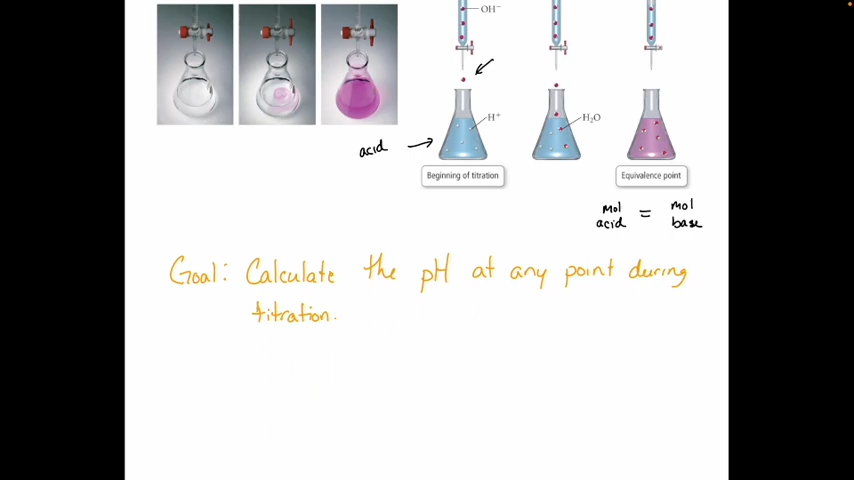 OH⁻
H⁺
H₂O
acid
Beginning of titration
Equivalence point
mol acid = mol base
Goal: Calculate the pH at any point during
titration.